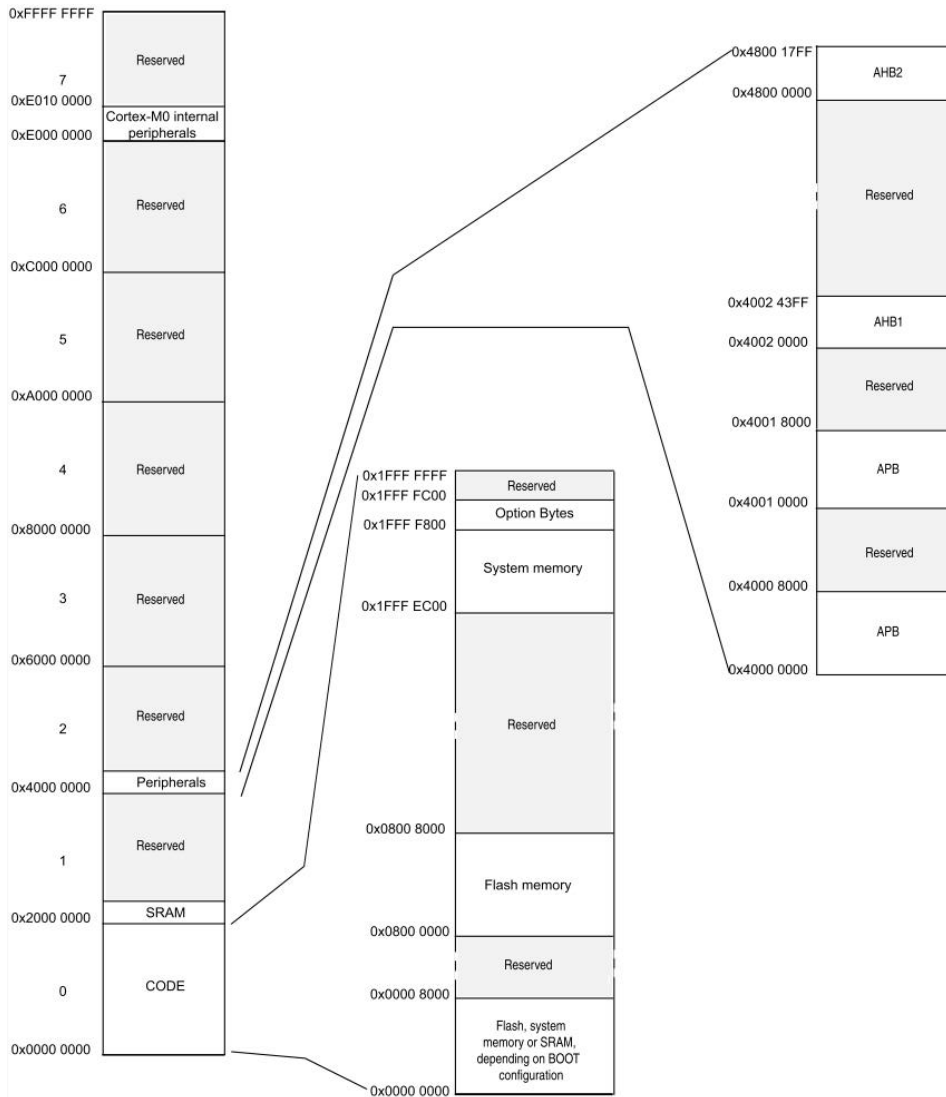 0xFFFF FFFF
Reserved
7
0xE010 0000
Cortex-M0 internal
peripherals
0xE000 0000
Reserved
6
0xC000 0000
Reserved
5
0xA000 0000
Reserved
4
0x8000 0000
Reserved
3
0x6000 0000
Reserved
2
Peripherals
0x4000 0000
Reserved
1
SRAM
0x2000 0000
CODE
0
0x0000 0000
0x1FFF FFFF
Reserved
0x1FFF FC00
Option Bytes
0x1FFF F800
System memory
0x1FFF EC00
Reserved
0x0800 8000
Flash memory
0x0800 0000
Reserved
0x0000 8000
Flash, system
memory or SRAM,
depending on BOOT
configuration
0x0000 0000
0x4800 17FF
AHB2
0x4800 0000
Reserved
0x4002 43FF
AHB1
0x4002 0000
Reserved
0x4001 8000
APB
0x4001 0000
Reserved
0x4000 8000
APB
0x4000 0000